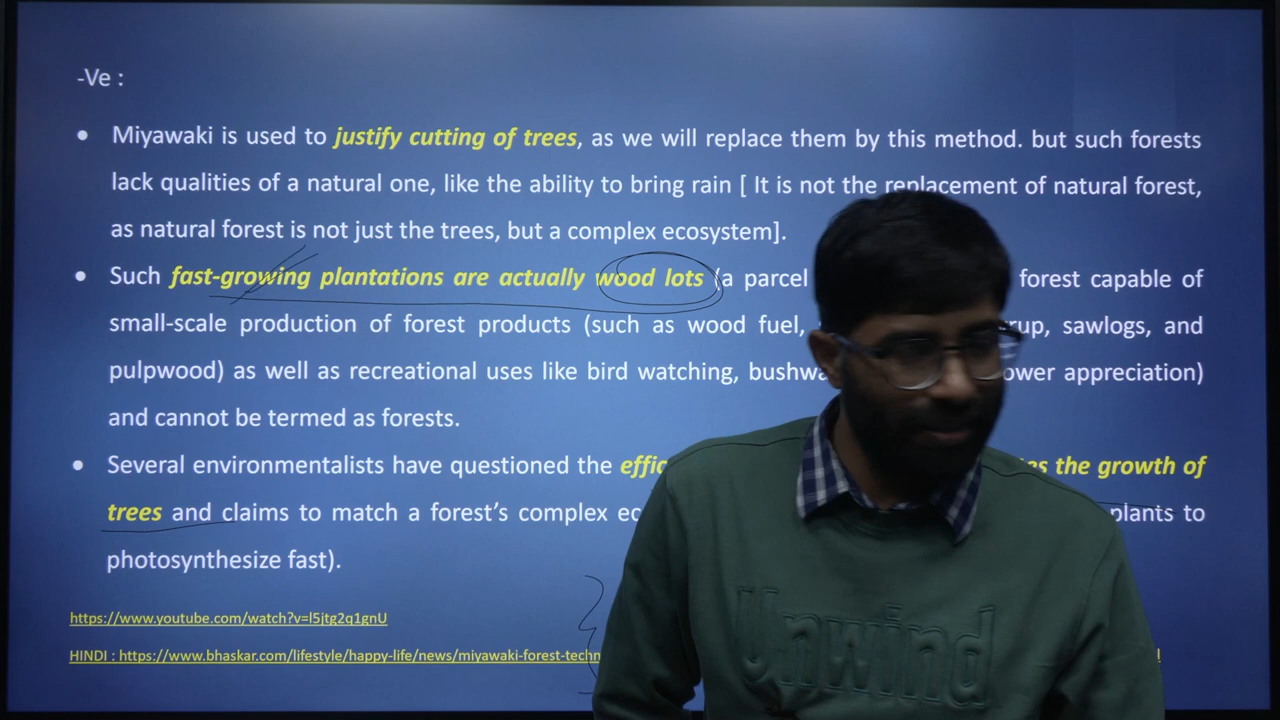 -Ve :
• Miyawaki is used to justify cutting of trees, as we will replace them by this method. but such forests
lack qualities of a natural one, like the ability to bring rain [ It is not the replacement of natural forest,
as natural forest is not just the trees, but a complex ecosystem].
• Such fast-growing plantations are actually wood lots (a parcel forest capable of
small-scale production of forest products (such as wood fuel, sawlogs, and
pulpwood) as well as recreational uses like bird watching, appreciation)
and cannot be termed as forests.
• Several environmentalists have questioned the the growth of
trees and claims to match a forest's complex plants to
photosynthesize fast).
https://www.youtube.com/watch?v=l5jtg2q1gnU
HINDI : https://www.bhaskar.com/lifestyle/happy-life/news/miyawaki-forest-techn
Unwind